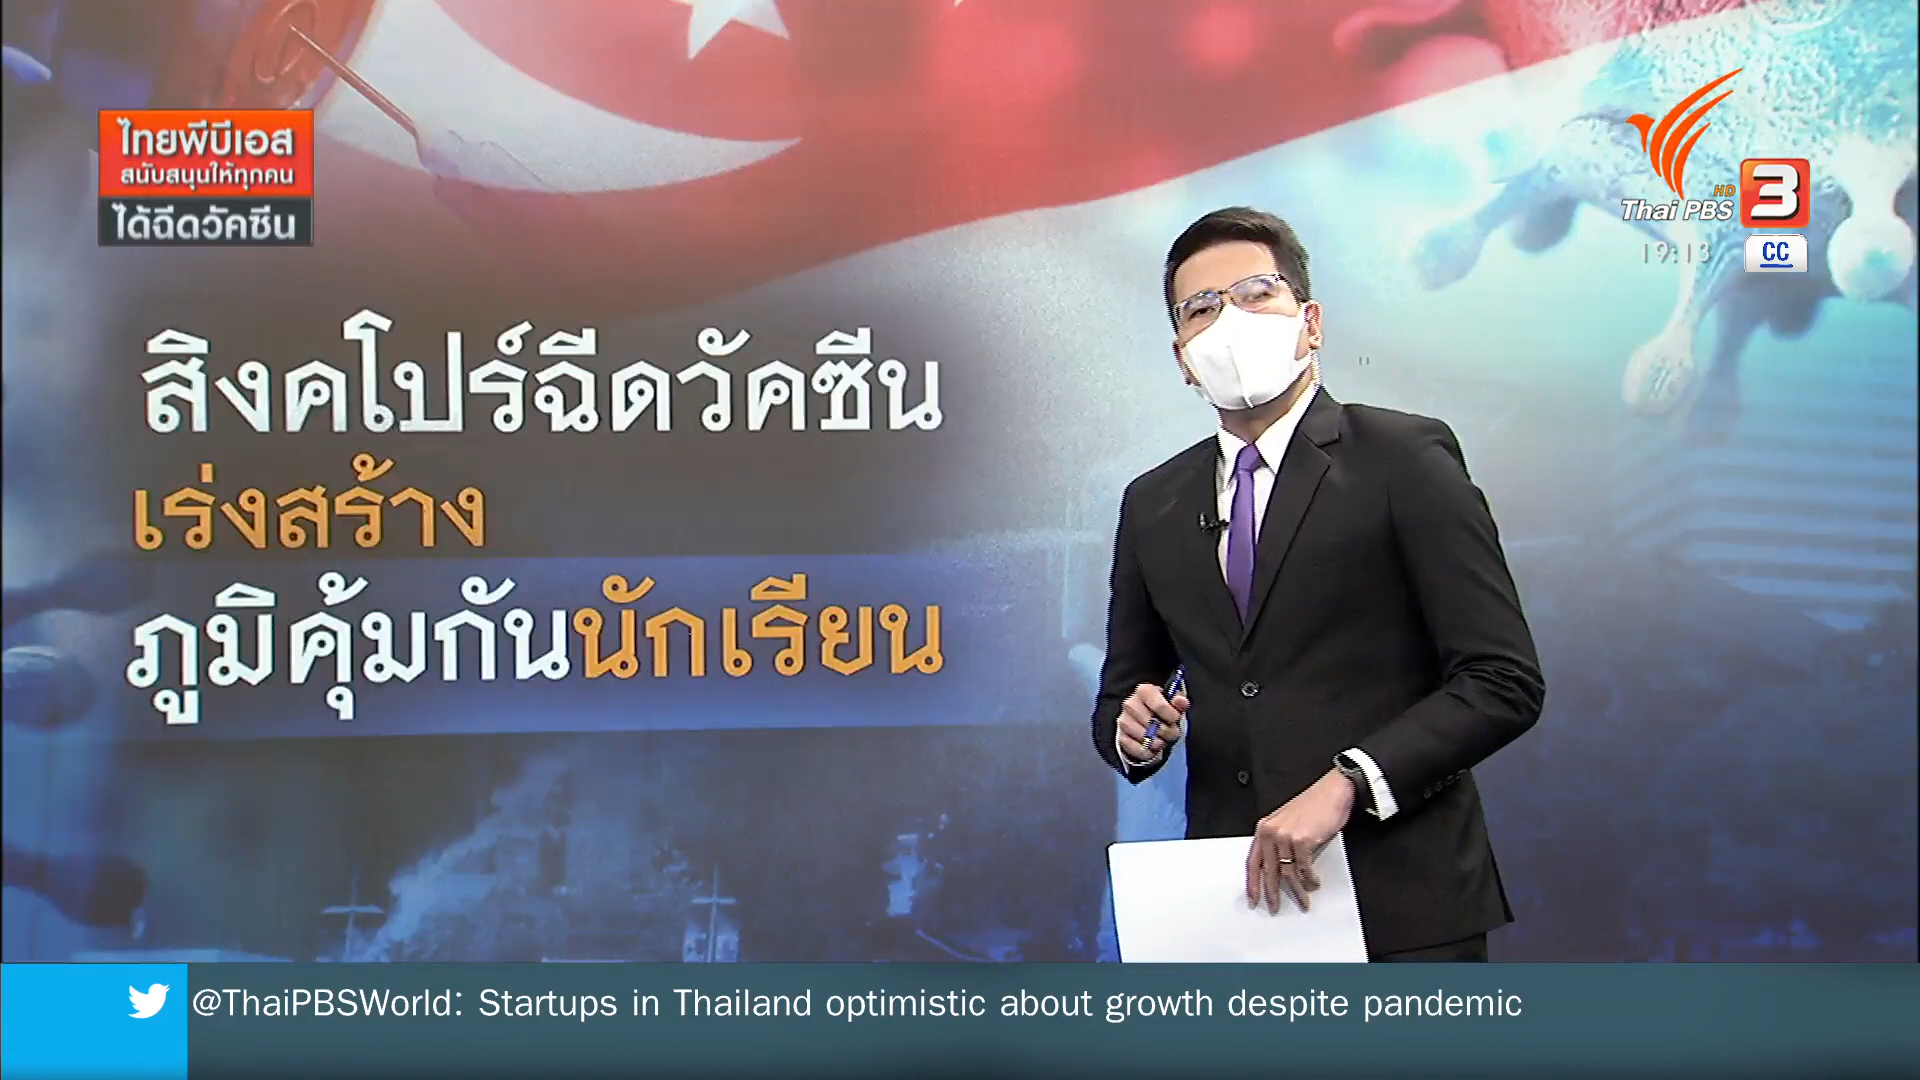 ไทยพีบีเอส
สนับสนุนให้ทุกคน
ได้ฉีดวัคซีน
HD
Thai PBS
3
19:13
CC
สิงคโปร์ฉีดวัคซีน
เร่งสร้าง
ภูมิคุ้มกันนักเรียน
@ThaiPBSWorld: Startups in Thailand optimistic about growth despite pandemic